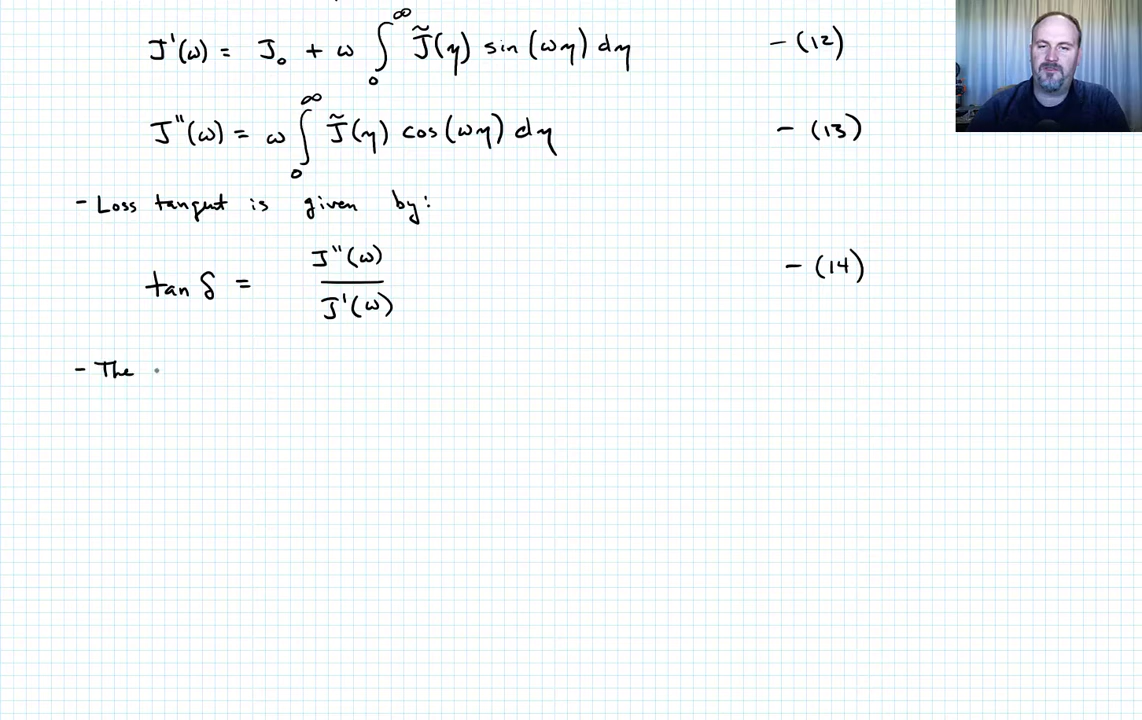 J'(ω) = J₀ + ω ∫₀^∞ J̃(η) sin(ωη) dη - (12)
J''(ω) = ω ∫₀^∞ J̃(η) cos(ωη) dη - (13)
- Loss tangent is given by:
tan δ = J''(ω) / J'(ω) - (14)
- The